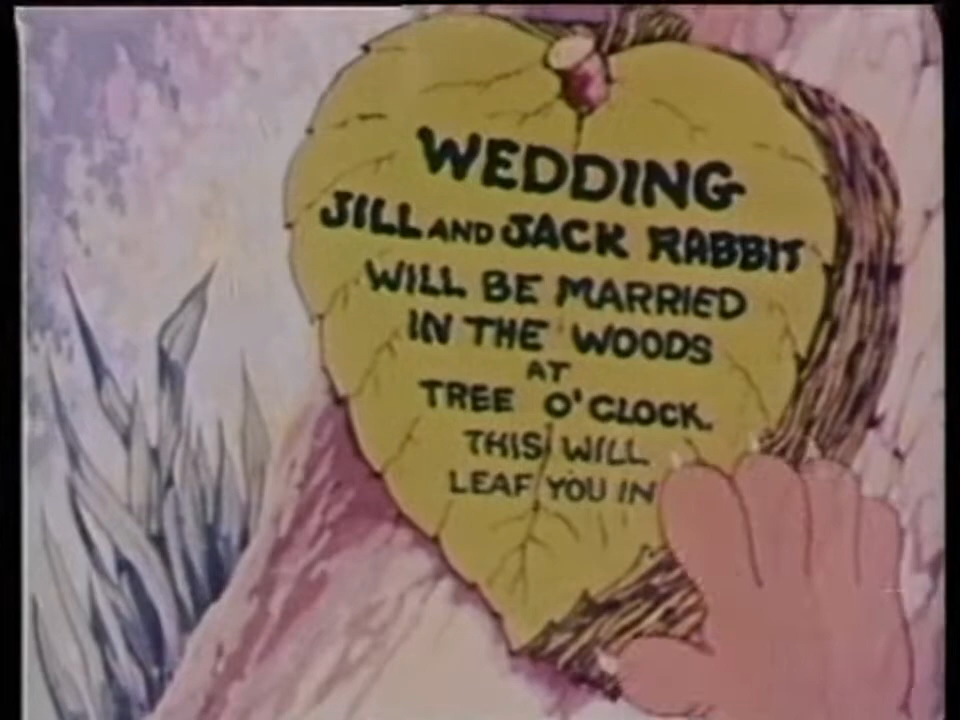 WEDDING
JILL AND JACK RABBIT
WILL BE MARRIED
IN THE WOODS
AT
TREE O'CLOCK.
THIS WILL
LEAF YOU IN